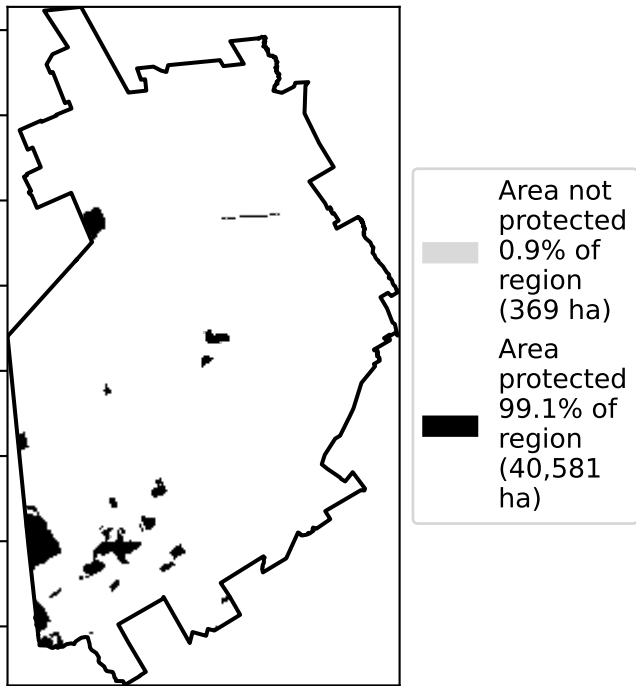 Area not
protected
0.9% of
region
(369 ha)
Area
protected
99.1% of
region
(40,581
ha)